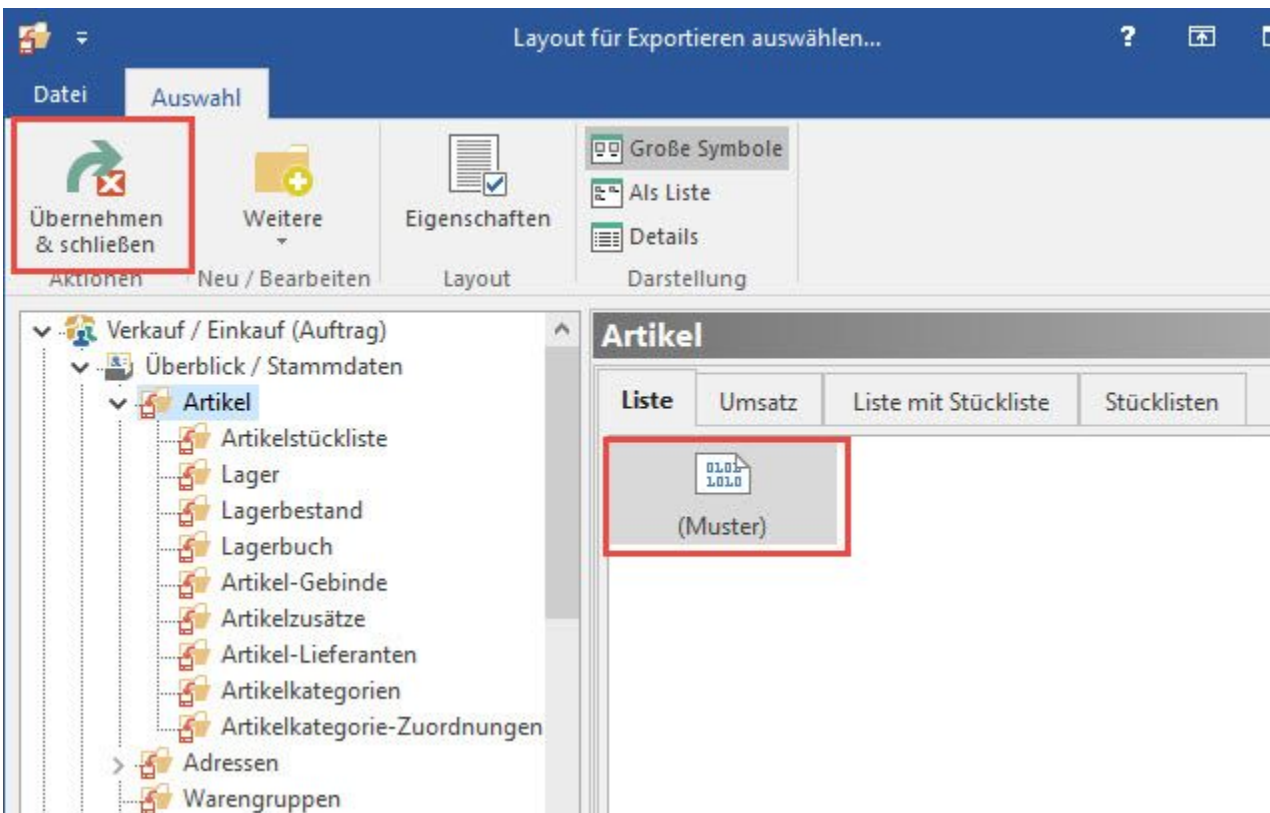 Layout für Exportieren auswählen...
?
Datei
Auswahl
Übernehmen
& schließen
Weitere
Eigenschaften
Große Symbole
Als Liste
Details
Aktionen
Neu / Bearbeiten
Layout
Darstellung
Verkauf / Einkauf (Auftrag)
Überblick / Stammdaten
Artikel
Artikelstückliste
Lager
Lagerbestand
Lagerbuch
Artikel-Gebinde
Artikelzusätze
Artikel-Lieferanten
Artikelkategorien
Artikelkategorie-Zuordnungen
Adressen
Warengruppen
Artikel
Liste
Umsatz
Liste mit Stückliste
Stücklisten
0101
1010
(Muster)